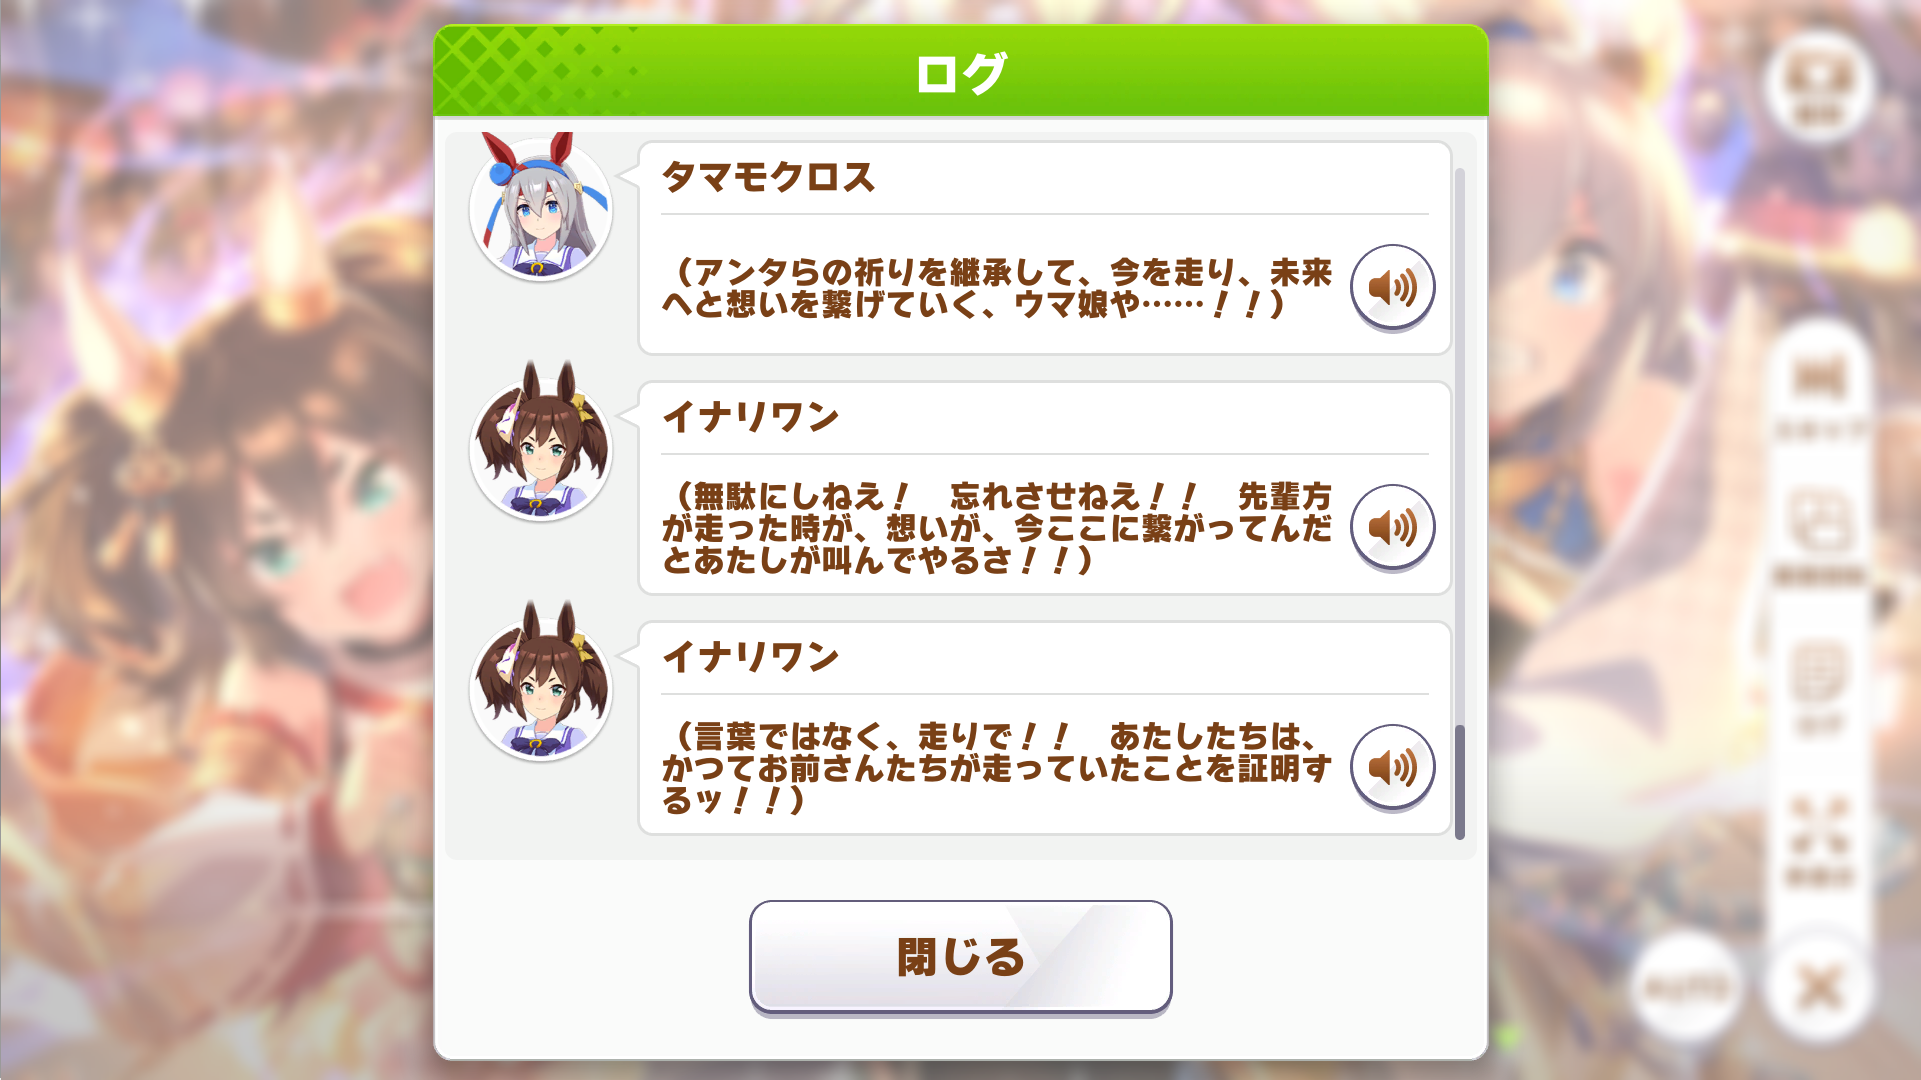 ログ
タマモクロス
（アンタらの祈りを継承して、今を走り、未来
へと想いを繋げていく、ウマ娘や……！！）
イナリワン
（無駄にしねえ！　忘れさせねえ！！　先輩方
が走った時が、想いが、今ここに繋がってんだ
とあたしが叫んでやるさ！！）
イナリワン
（言葉ではなく、走りで！！　あたしたちは、
かつてお前さんたちが走っていたことを証明す
るッ！！）
閉じる